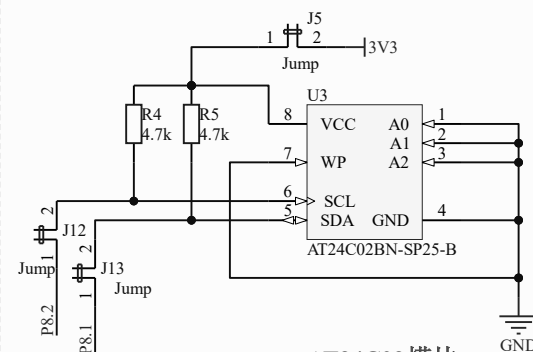 J5
1 2
3V3
Jump
U3
R4 R5
4.7k 4.7k
8 VCC A0 1
A1 2
7 WP A2 3
6 SCL
5 SDA GND 4
AT24C02BN-SP25-B
2 J12
Jump 1
2 J13
1 Jump
P8.2
P8.1
GND